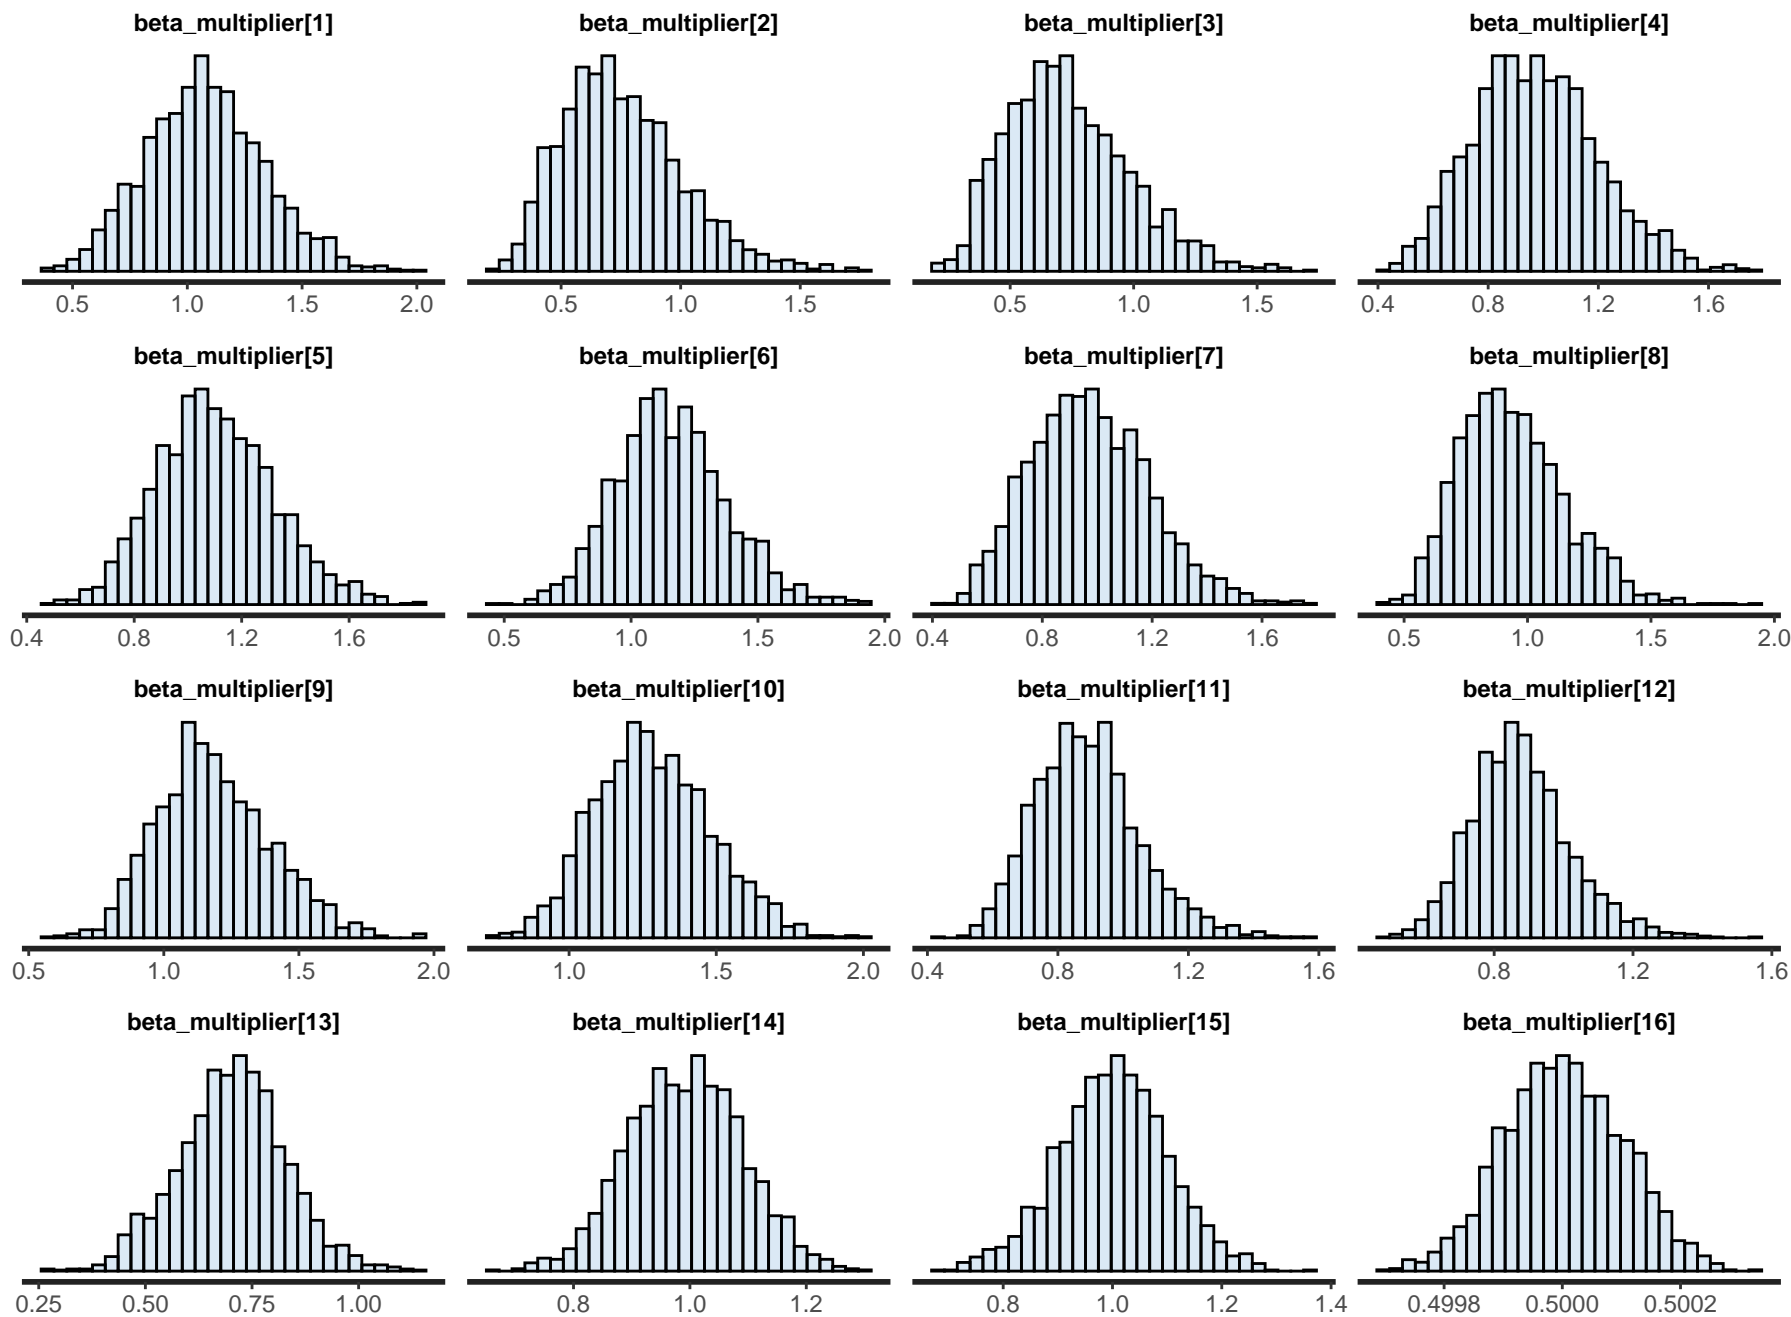 beta_multiplier[1] beta_multiplier[2] beta_multiplier[3] beta_multiplier[4]
0.5 1.0 1.5 2.0 0.5 1.0 1.5 0.5 1.0 1.5 0.4 0.8 1.2 1.6
beta_multiplier[5] beta_multiplier[6] beta_multiplier[7] beta_multiplier[8]
0.4 0.8 1.2 1.6 0.5 1.0 1.5 2.0 0.4 0.8 1.2 1.6 0.5 1.0 1.5 2.0
beta_multiplier[9] beta_multiplier[10] beta_multiplier[11] beta_multiplier[12]
0.5 1.0 1.5 2.0 1.0 1.5 2.0 0.4 0.8 1.2 1.6 0.8 1.2 1.6
beta_multiplier[13] beta_multiplier[14] beta_multiplier[15] beta_multiplier[16]
0.25 0.50 0.75 1.00 0.8 1.0 1.2 0.8 1.0 1.2 1.4 0.4998 0.5000 0.5002